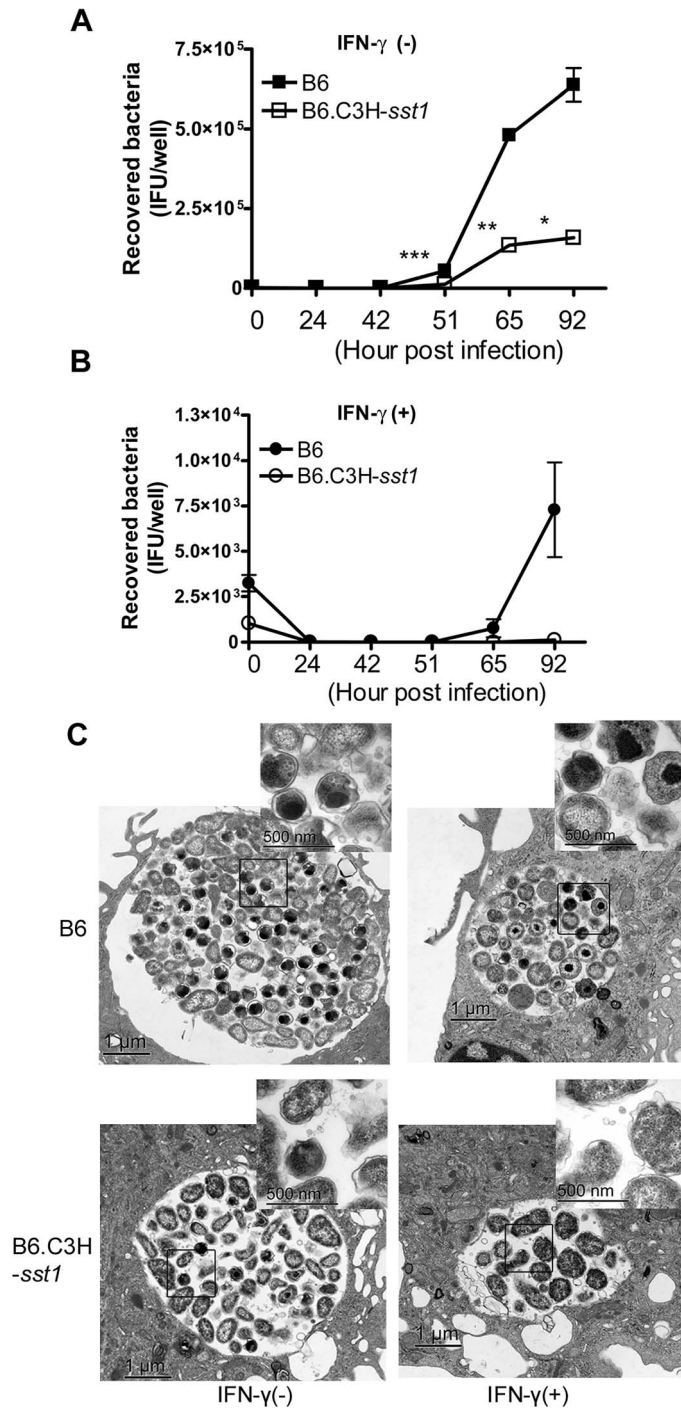 A
IFN-γ (-)
B6
B6.C3H-sst1
Recovered bacteria
(IFU/well)
7.5×10⁵
5.0×10⁵
2.5×10⁵
0
***
**
*
0 24 42 51 65 92
(Hour post infection)
B
IFN-γ (+)
B6
B6.C3H-sst1
Recovered bacteria
(IFU/well)
1.3×10⁴
1.0×10⁴
7.5×10³
5.0×10³
2.5×10³
0
0 24 42 51 65 92
(Hour post infection)
C
500 nm
500 nm
B6
1 μm
1 μm
500 nm
500 nm
B6.C3H
-sst1
1 μm
1 μm
IFN-γ(-)
IFN-γ(+)